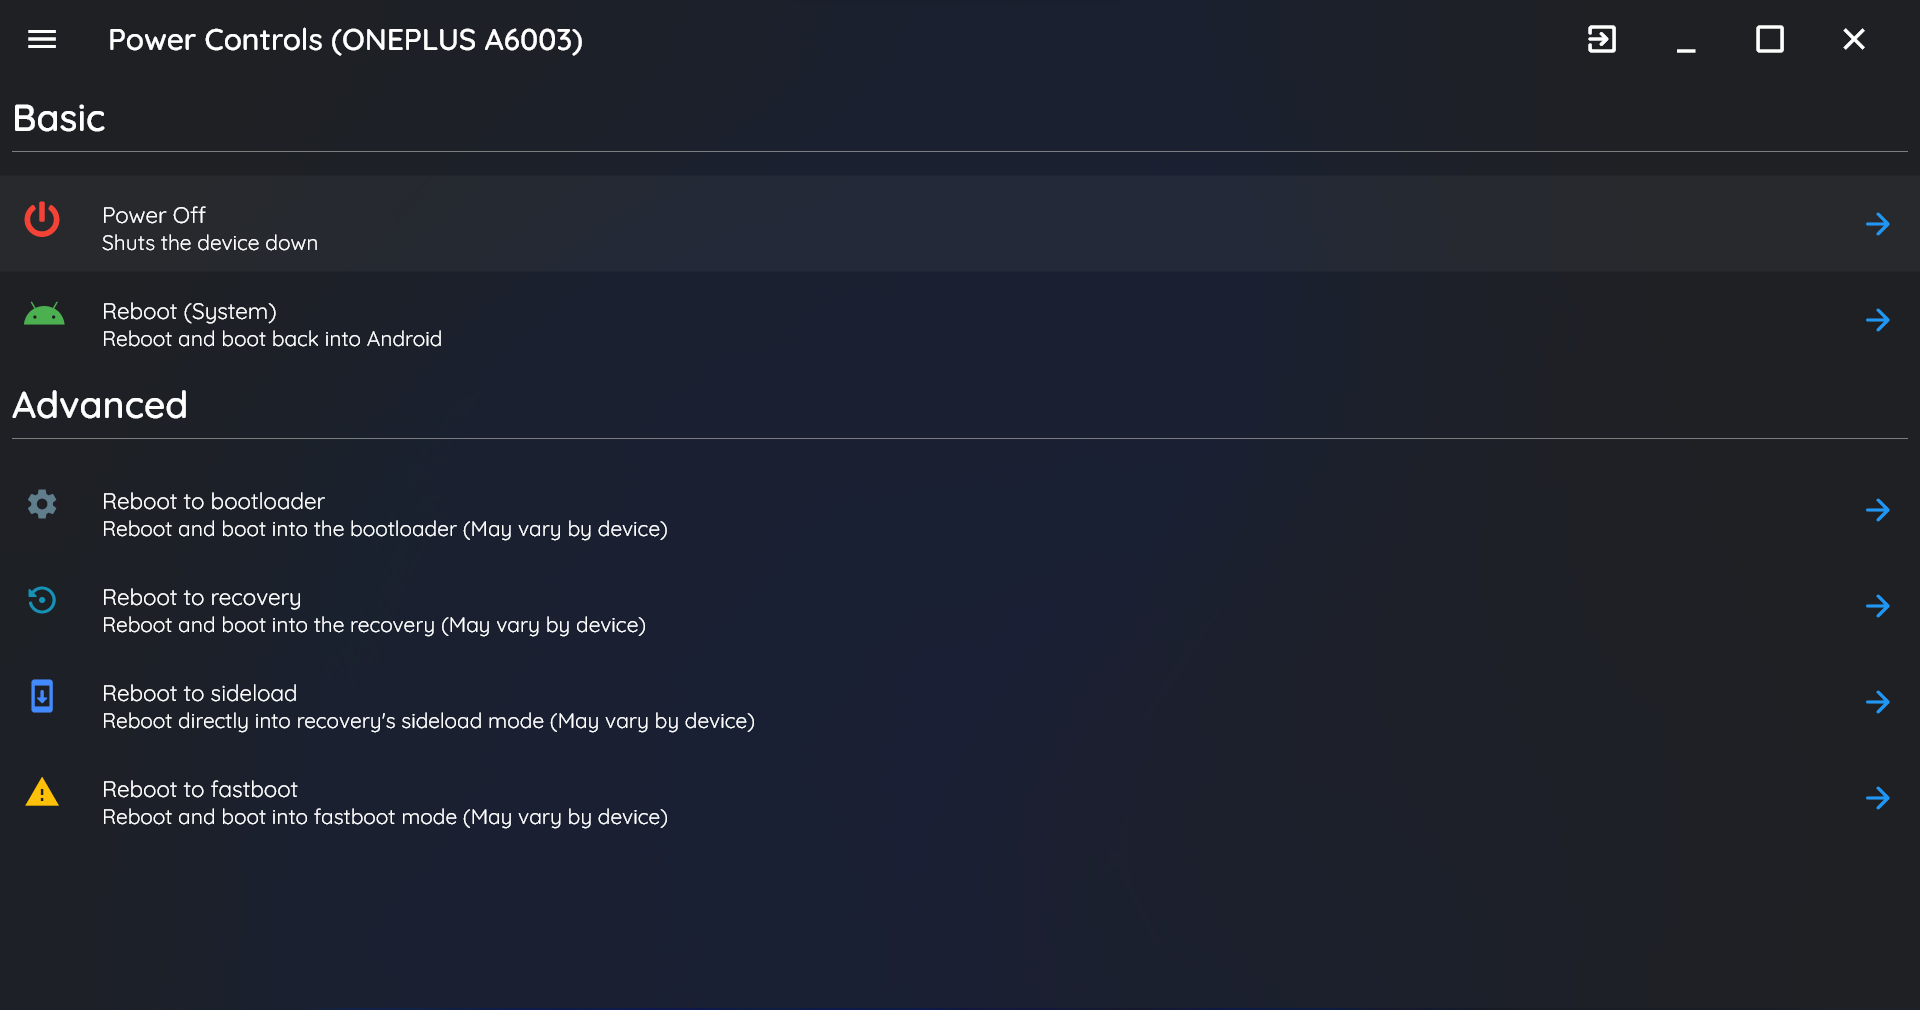 Power Controls (ONEPLUS A6003)
Basic
Power Off
Shuts the device down
Reboot (System)
Reboot and boot back into Android
Advanced
Reboot to bootloader
Reboot and boot into the bootloader (May vary by device)
Reboot to recovery
Reboot and boot into the recovery (May vary by device)
Reboot to sideload
Reboot directly into recovery's sideload mode (May vary by device)
Reboot to fastboot
Reboot and boot into fastboot mode (May vary by device)